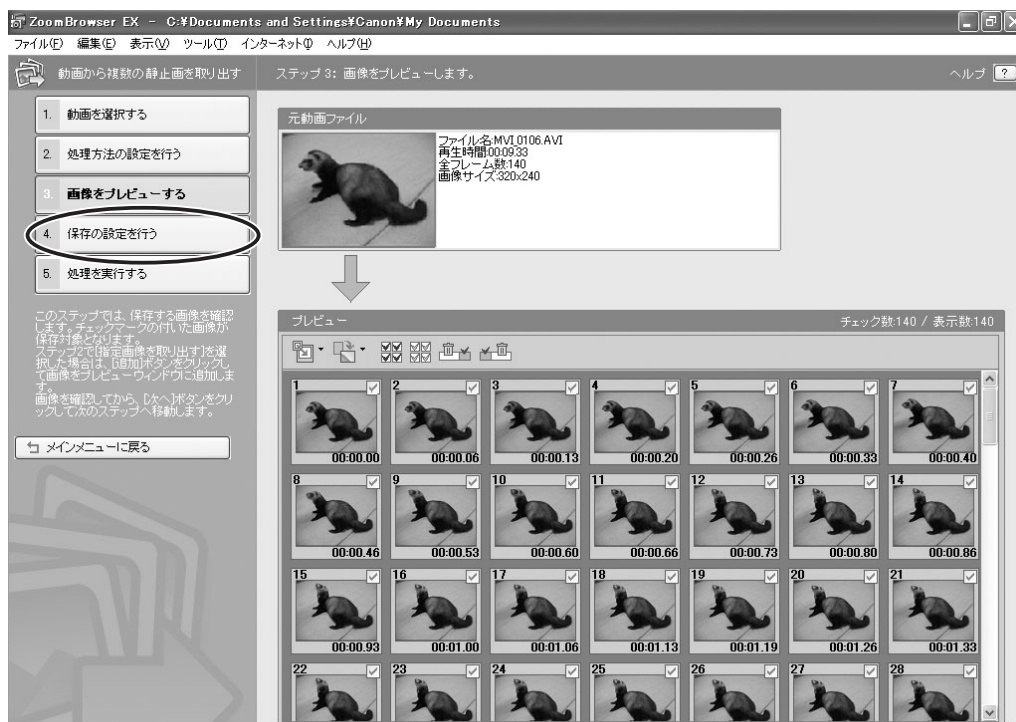 ZoomBrowser EX - C:¥Documents and Settings¥Canon¥My Documents
ファイル(F) 編集(E) 表示(V) ツール(T) インターネット(I) ヘルプ(H)
動画から複数の静止画を取り出す
ステップ3: 画像をプレビューします。
ヘルプ ?
1. 動画を選択する
2. 処理方法の設定を行う
3. 画像をプレビューする
4. 保存の設定を行う
5. 処理を実行する
このステップでは、保存する画像を確認
します。チェックマークの付いた画像が
保存対象となります。
ステップ2で[指定画像を取り出す]を選
択した場合は、[追加]ボタンをクリックし
て画像をプレビューウィンドウに追加しま
す。
画像を確認してから、[次へ]ボタンをクリ
ックして次のステップへ移動します。
メインメニューに戻る
元動画ファイル
ファイル名:MVI_0106.AVI
再生時間:00:09.33
全フレーム数:140
画像サイズ:320x240
プレビュー
チェック数:140 / 表示数:140
1 2 3 4 5 6 7
00:00.00 00:00.06 00:00.13 00:00.20 00:00.26 00:00.33 00:00.40
8 9 10 11 12 13 14
00:00.46 00:00.53 00:00.60 00:00.66 00:00.73 00:00.80 00:00.86
15 16 17 18 19 20 21
00:00.93 00:01.00 00:01.06 00:01.13 00:01.19 00:01.26 00:01.33
22 23 24 25 26 27 28